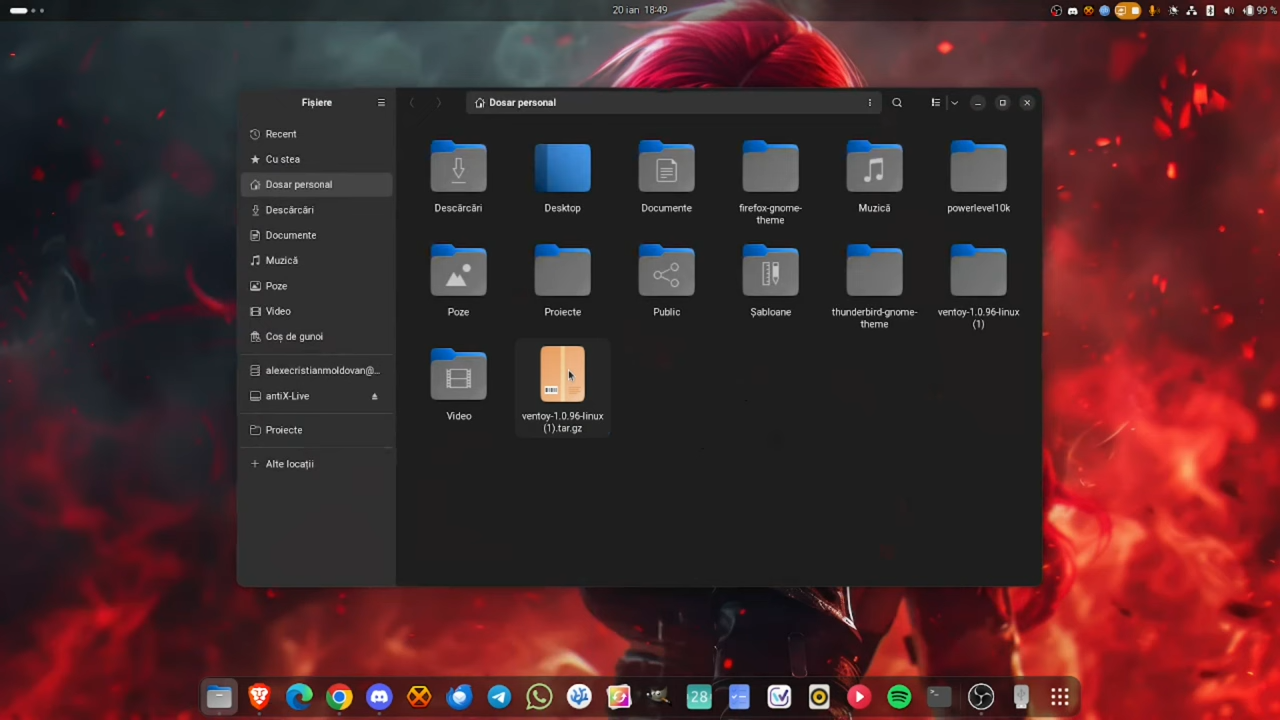 20 ian 18:49
99 %
Fișiere
Dosar personal
Recent
Cu stea
Dosar personal
Descărcări
Documente
Muzică
Poze
Video
Coș de gunoi
alexecristianmoldovan@...
antiX-Live
Proiecte
Alte locații
Descărcări
Desktop
Documente
firefox-gnome-
theme
Muzică
powerlevel10k
Poze
Proiecte
Public
Șabloane
thunderbird-gnome-
theme
ventoy-1.0.96-linux
(1)
Video
ventoy-1.0.96-linux
(1).tar.gz
28